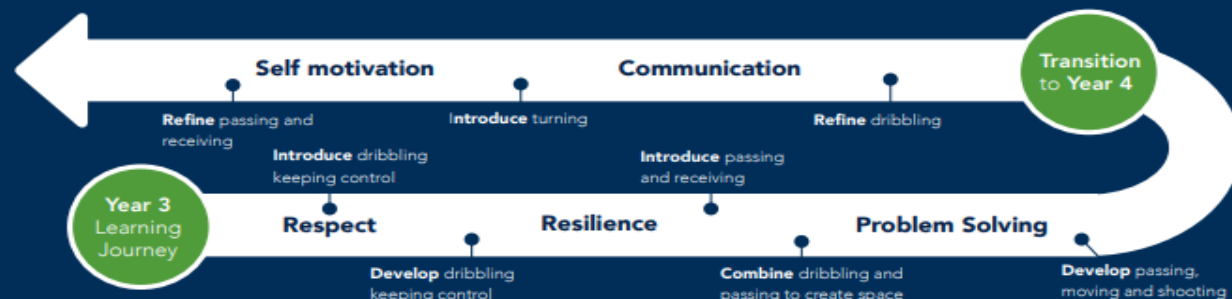 Self motivation
Communication
Transition
to Year 4
Refine passing and
receiving
Introduce turning
Refine dribbling
Introduce dribbling
keeping control
Introduce passing
and receiving
Year 3
Learning
Journey
Respect
Resilience
Problem Solving
Develop dribbling
keeping control
Combine dribbling and
passing to create space
Develop passing,
moving and shooting